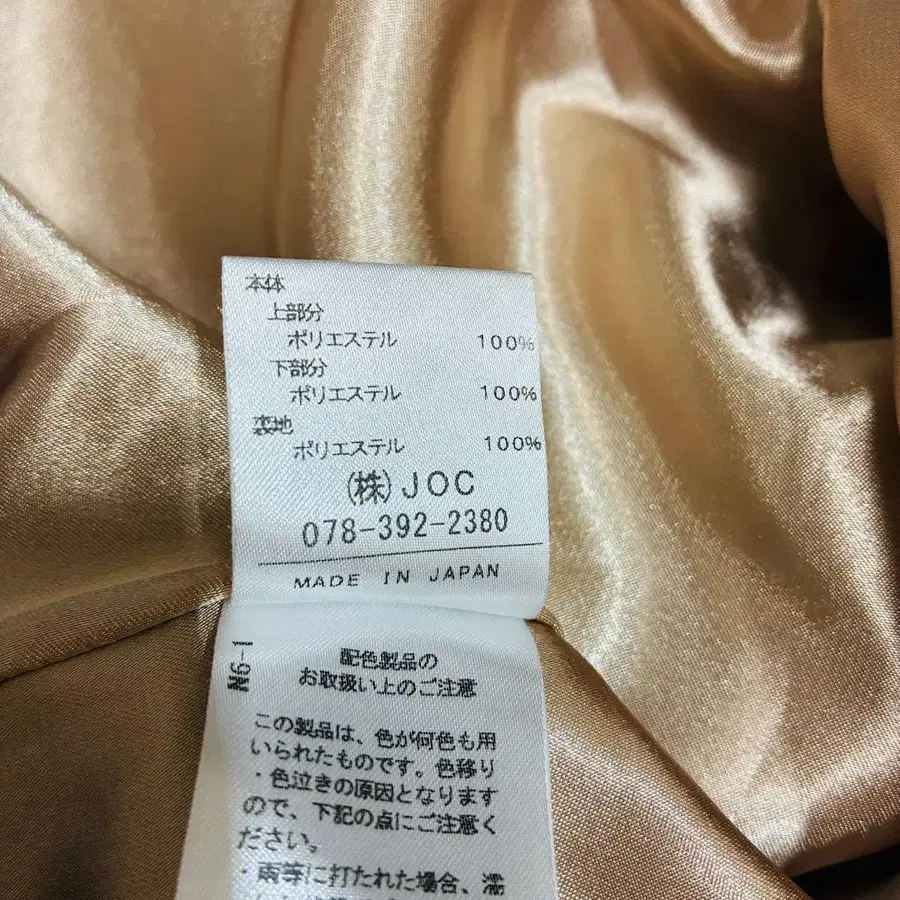 本体
上部分
ポリエステル 100%
下部分
ポリエステル 100%
裏地
ポリエステル 100%
(株)JOC
078-392-2380
MADE IN JAPAN
N6-1
配色製品の
お取扱い上のご注意
この製品は、色が何色も用
いられたものです。色移り
・色泣きの原因となります
ので、下記の点にご注意く
ださい。
・雨等に打たれた場合、濡